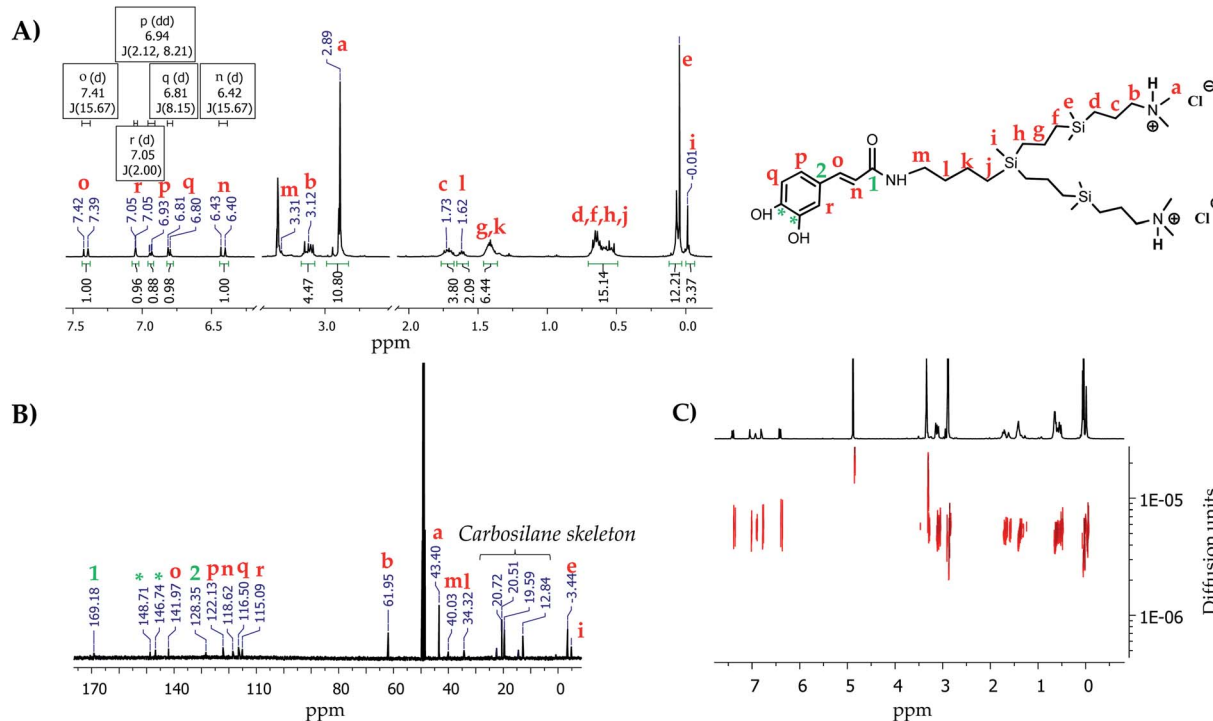 A)
p (dd)
6.94
J(2.12, 8.21)
o (d)
7.41
J(15.67)
q (d)
6.81
J(8.15)
n (d)
6.42
J(15.67)
r (d)
7.05
J(2.00)
o r p q n m b a c l g,k d,f,h,j e i
7.42 7.39 7.05 7.05 6.93 6.81 6.80 6.43 6.40 3.31 3.12 2.89 1.73 1.62 -0.01
1.00 0.96 0.88 0.98 1.00 4.47 10.80 3.80 2.09 6.44 15.14 12.21 3.37
7.5 7.0 6.5 3.0 2.0 1.5 1.0 0.5 0.0
ppm
H
N
⊕
a
Cl ⊖
b
c
d
e
f
Si
g
h
i
Si
j
k
l
m
NH
O
1
n
o
2
p
q
r
*
*
OH
OH
Si
N
H
⊕
Cl
B)
Carbosilane skeleton
1 * * o 2 p n q r b a m l e i
169.18 148.71 146.74 141.97 128.35 122.13 118.62 116.50 115.09 61.95 43.40 40.03 34.32 20.72 20.51 19.59 12.84 -3.44
170 140 110 80 60 40 20 0
ppm
C)
1E-05
1E-06
Diffusion units
7 6 5 4 3 2 1 0
ppm